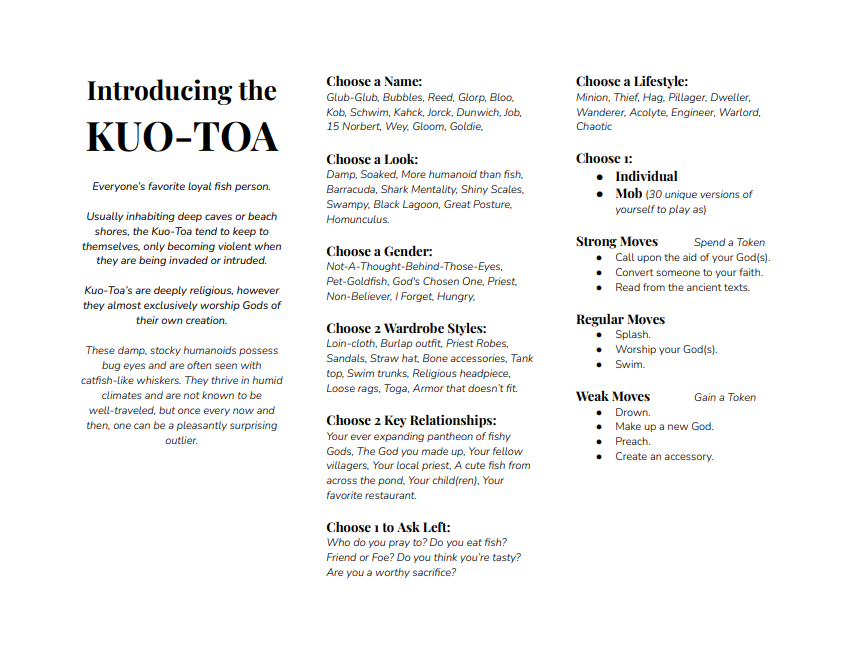 Introducing the
KUO-TOA
Everyone's favorite loyal fish person.
Usually inhabiting deep caves or beach
shores, the Kuo-Toa tend to keep to
themselves, only becoming violent when
they are being invaded or intruded.
Kuo-Toa's are deeply religious, however
they almost exclusively worship Gods of
their own creation.
These damp, stocky humanoids possess
bug eyes and are often seen with
catfish-like whiskers. They thrive in humid
climates and are not known to be
well-traveled, but once every now and
then, one can be a pleasantly surprising
outlier.
Choose a Name:
Glub-Glub, Bubbles, Reed, Glorp, Bloo,
Kob, Schwim, Kahck, Jorck, Dunwich, Job,
15 Norbert, Wey, Gloom, Goldie,
Choose a Look:
Damp, Soaked, More humanoid than fish,
Barracuda, Shark Mentality, Shiny Scales,
Swampy, Black Lagoon, Great Posture,
Homunculus.
Choose a Gender:
Not-A-Thought-Behind-Those-Eyes,
Pet-Goldfish, God's Chosen One, Priest,
Non-Believer, I Forget, Hungry,
Choose 2 Wardrobe Styles:
Loin-cloth, Burlap outfit, Priest Robes,
Sandals, Straw hat, Bone accessories, Tank
top, Swim trunks, Religious headpiece,
Loose rags, Toga, Armor that doesn't fit.
Choose 2 Key Relationships:
Your ever expanding pantheon of fishy
Gods, The God you made up, Your fellow
villagers, Your local priest, A cute fish from
across the pond, Your child(ren), Your
favorite restaurant.
Choose 1 to Ask Left:
Who do you pray to? Do you eat fish?
Friend or Foe? Do you think you're tasty?
Are you a worthy sacrifice?
Choose a Lifestyle:
Minion, Thief, Hag, Pillager, Dweller,
Wanderer, Acolyte, Engineer, Warlord,
Chaotic
Choose 1:
● Individual
● Mob (30 unique versions of
yourself to play as)
Strong Moves Spend a Token
● Call upon the aid of your God(s).
● Convert someone to your faith.
● Read from the ancient texts.
Regular Moves
● Splash.
● Worship your God(s).
● Swim.
Weak Moves Gain a Token
● Drown.
● Make up a new God.
● Preach.
● Create an accessory.